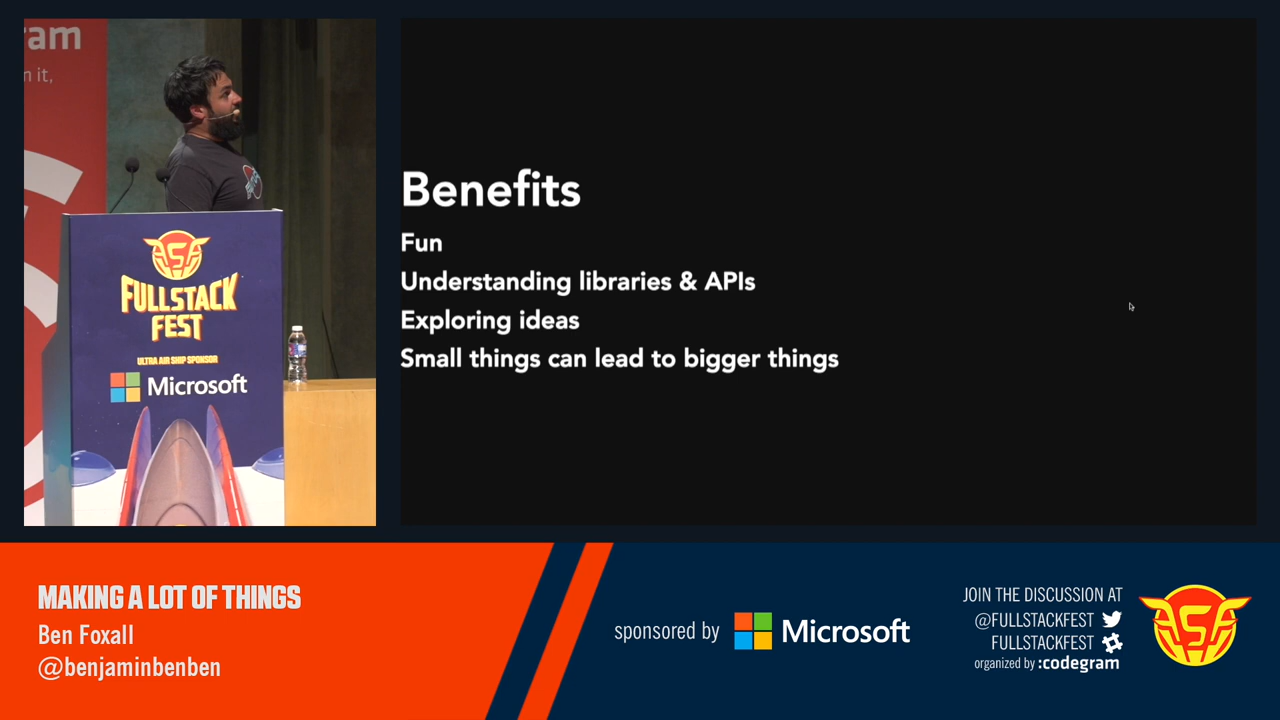 am
n it,
FULLSTACK
FEST
ULTRA AIR SHIP SPONSOR
Microsoft
Benefits
Fun
Understanding libraries & APIs
Exploring ideas
Small things can lead to bigger things
MAKING A LOT OF THINGS
Ben Foxall
@benjaminbenben
sponsored by Microsoft
JOIN THE DISCUSSION AT
@FULLSTACKFEST
FULLSTACKFEST
organized by :codegram